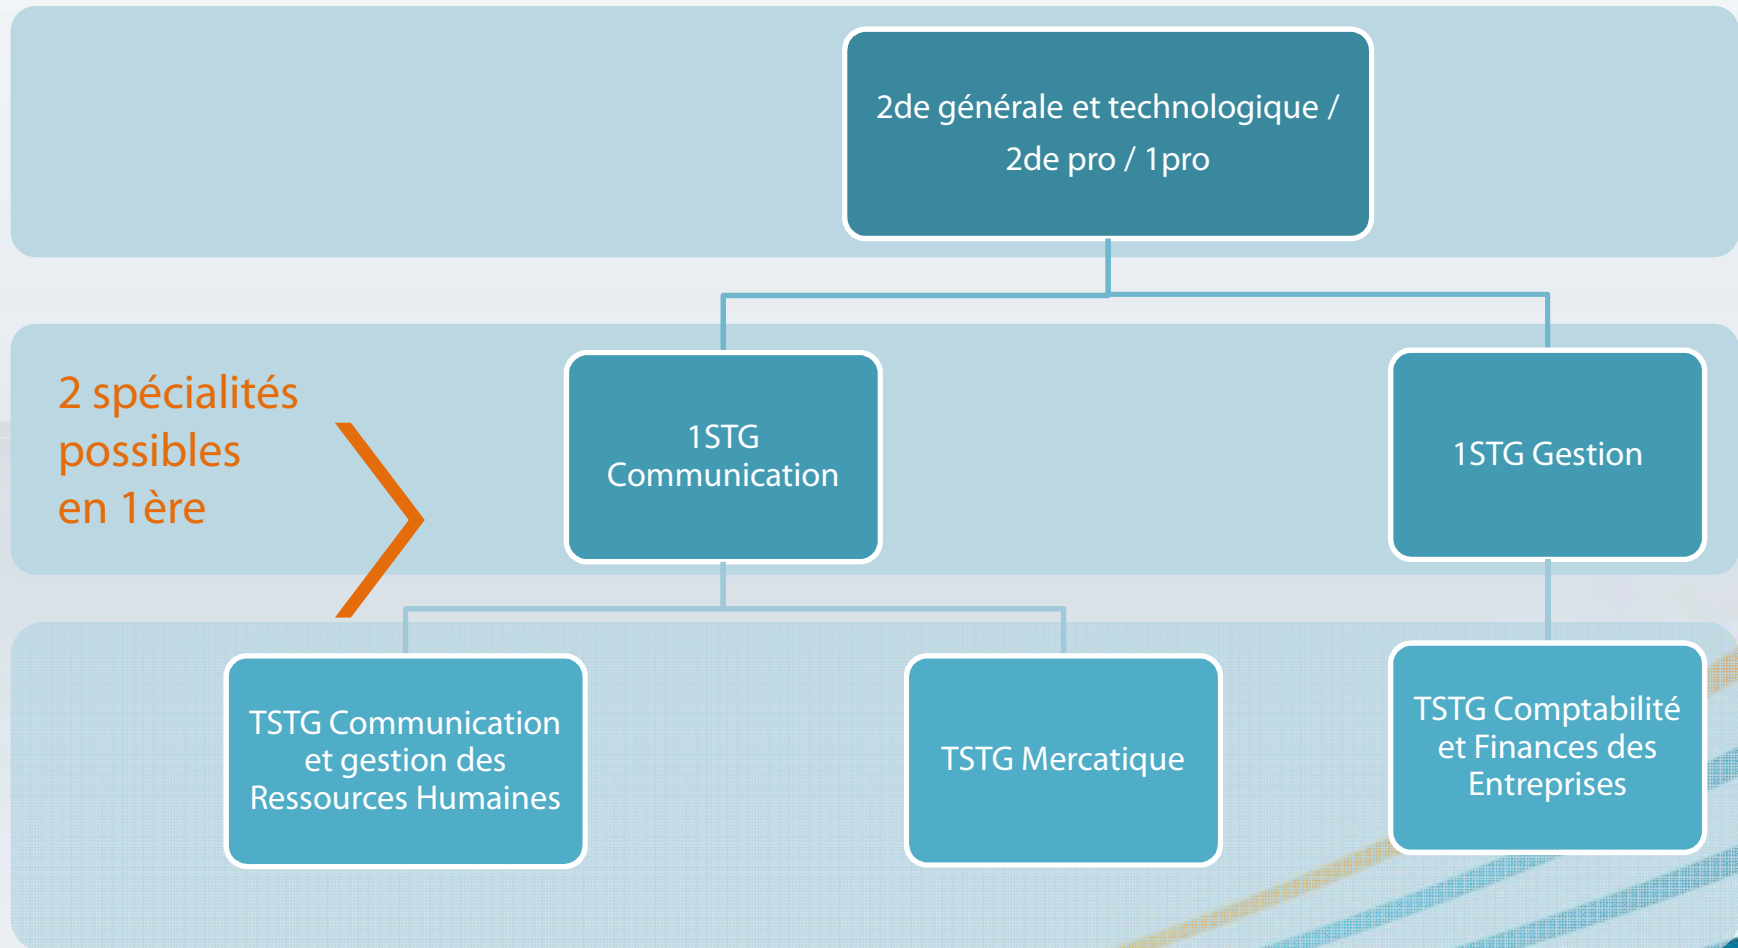 2de générale et technologique /
2de pro / 1pro
2 spécialités
possibles
en 1ère
1STG
Communication
1STG Gestion
TSTG Communication
et gestion des
Ressources Humaines
TSTG Mercatique
TSTG Comptabilité
et Finances des
Entreprises